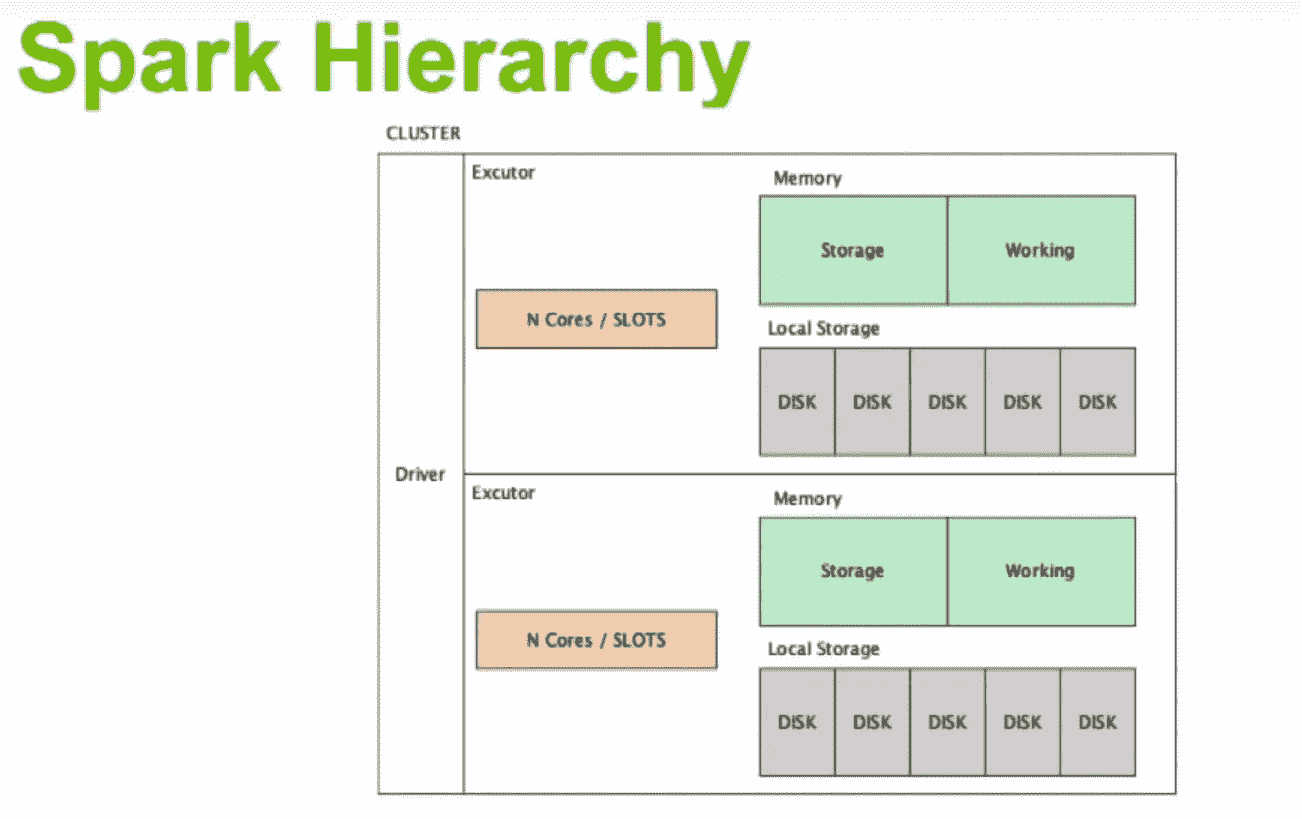 Spark Hierarchy
CLUSTER
Driver
Excutor
N Cores / SLOTS
Memory
Storage Working
Local Storage
DISK DISK DISK DISK DISK
Excutor
N Cores / SLOTS
Memory
Storage Working
Local Storage
DISK DISK DISK DISK DISK